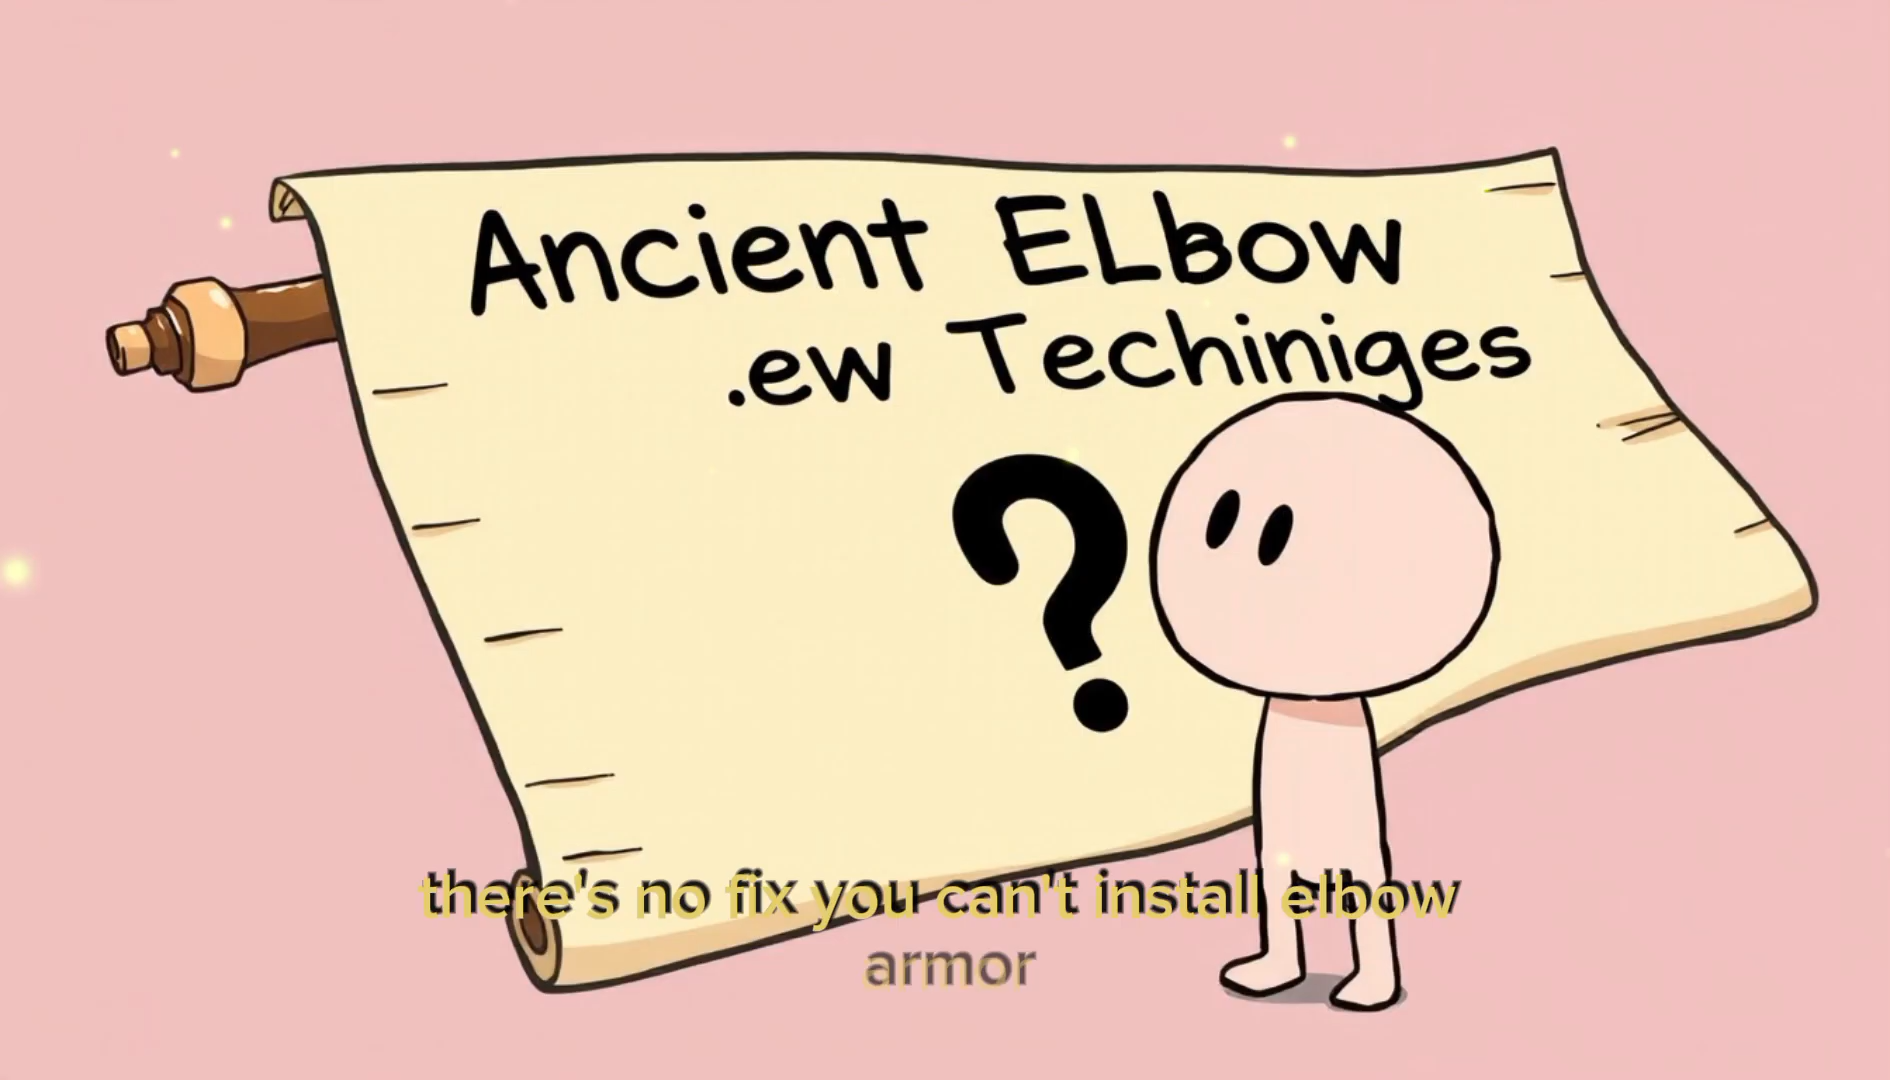 Ancient ELbow
.ew Techiniges
?
there's no fix you can't install elbow
armor